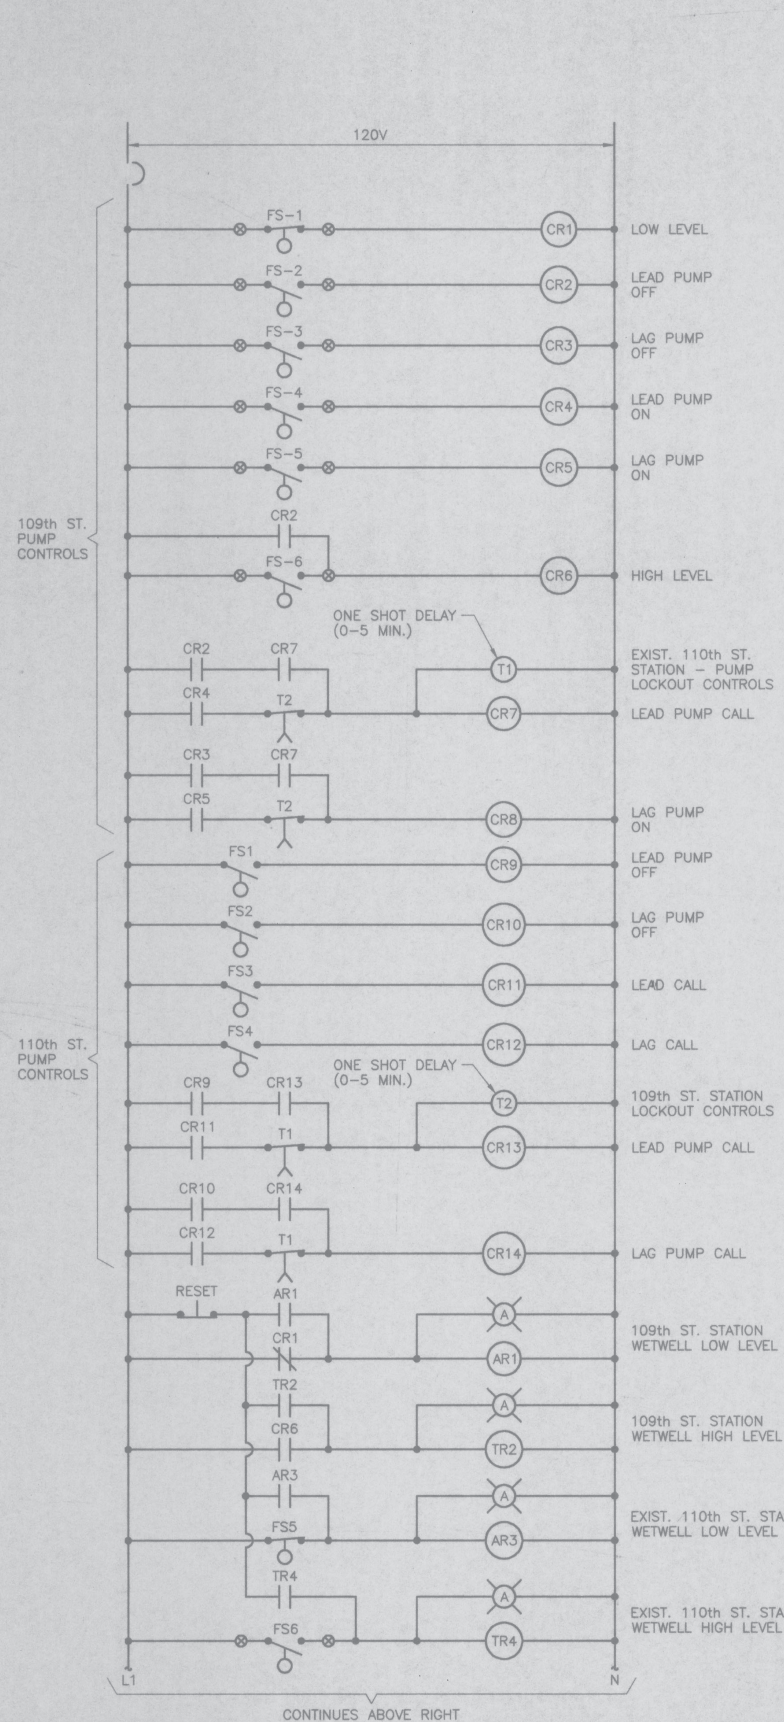 120V
FS-1
CR1
LOW LEVEL
FS-2
CR2
LEAD PUMP
OFF
FS-3
CR3
LAG PUMP
OFF
FS-4
CR4
LEAD PUMP
ON
FS-5
CR5
LAG PUMP
ON
109th ST.
PUMP
CONTROLS
CR2
FS-6
CR6
HIGH LEVEL
ONE SHOT DELAY
(0-5 MIN.)
CR2
CR7
T1
EXIST. 110th ST.
STATION - PUMP
LOCKOUT CONTROLS
CR4
T2
CR7
LEAD PUMP CALL
CR3
CR7
CR5
T2
CR8
LAG PUMP
ON
FS1
CR9
LEAD PUMP
OFF
FS2
CR10
LAG PUMP
OFF
FS3
CR11
LEAD CALL
FS4
CR12
LAG CALL
110th ST.
PUMP
CONTROLS
ONE SHOT DELAY
(0-5 MIN.)
CR9
CR13
T2
109th ST. STATION
LOCKOUT CONTROLS
CR11
T1
CR13
LEAD PUMP CALL
CR10
CR14
CR12
T1
CR14
LAG PUMP CALL
RESET
AR1
A
109th ST. STATION
WETWELL LOW LEVEL
CR1
AR1
TR2
A
109th ST. STATION
WETWELL HIGH LEVEL
CR6
TR2
AR3
A
EXIST. 110th ST. STA
WETWELL LOW LEVEL
FS5
AR3
TR4
A
EXIST. 110th ST. STA
WETWELL HIGH LEVEL
FS6
TR4
L1
N
CONTINUES ABOVE RIGHT